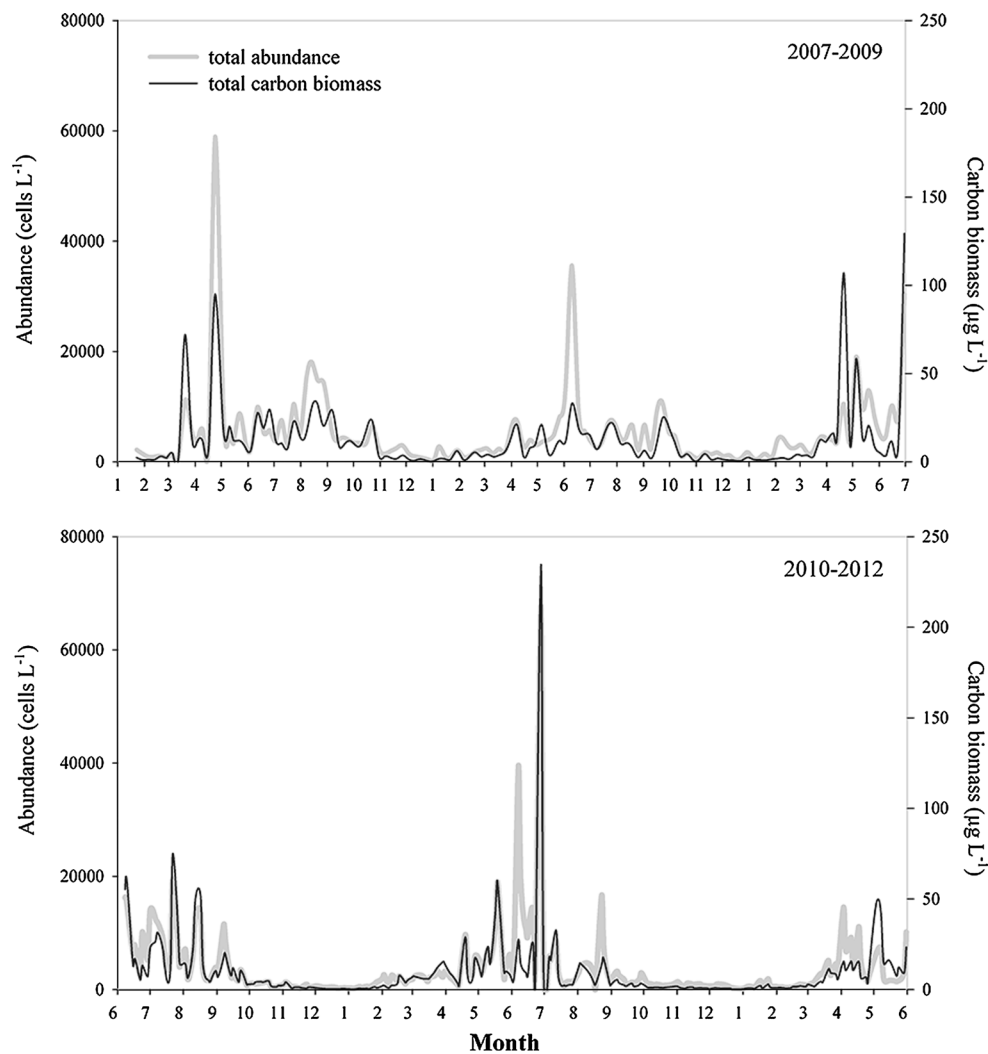 80000
60000
40000
20000
0
Abundance (cells L-1)
total abundance
total carbon biomass
2007-2009
250
200
150
100
50
0
Carbon biomass (µg L-1)
1 2 3 4 5 6 7 8 9 10 11 12 1 2 3 4 5 6 7 8 9 10 11 12 1 2 3 4 5 6 7
80000
60000
40000
20000
0
Abundance (cells L-1)
2010-2012
250
200
150
100
50
0
Carbon biomass (µg L-1)
6 7 8 9 10 11 12 1 2 3 4 5 6 7 8 9 10 11 12 1 2 3 4 5 6
Month